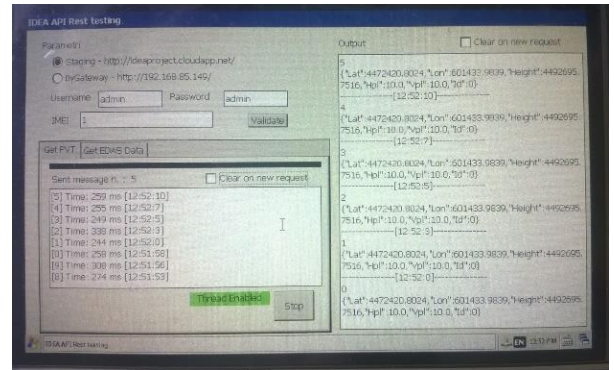 IDEA API Rest testing
Parametri
Staging - http://ideaproject.cloudapp.net/
byGateway - http://192.168.85.149/
Username admin Password admin
IMEI 1 Validate
Get PVT Get EDAS Data
Sent message n. : 5 Clear on new request
[5] Time: 259 ms [12:52:10]
[4] Time: 255 ms [12:52:7]
[3] Time: 249 ms [12:52:5]
[2] Time: 338 ms [12:52:3]
[1] Time: 244 ms [12:52:0]
[0] Time: 258 ms [12:51:58]
[9] Time: 308 ms [12:51:56]
[8] Time: 274 ms [12:51:53]
Thread Enabled Stop
Output Clear on new request
5
{"Lat":4472420.8024,"Lon":601433.9839,"Height":4492695.
7516,"Hpl":10.0,"Vpl":10.0,"Id":0}
---------------[12:52:10]---------------
4
{"Lat":4472420.8024,"Lon":601433.9839,"Height":4492695.
7516,"Hpl":10.0,"Vpl":10.0,"Id":0}
---------------[12:52:7]---------------
3
{"Lat":4472420.8024,"Lon":601433.9839,"Height":4492695.
7516,"Hpl":10.0,"Vpl":10.0,"Id":0}
---------------[12:52:5]---------------
2
{"Lat":4472420.8024,"Lon":601433.9839,"Height":4492695.
7516,"Hpl":10.0,"Vpl":10.0,"Id":0}
---------------[12:52:3]---------------
1
{"Lat":4472420.8024,"Lon":601433.9839,"Height":4492695.
7516,"Hpl":10.0,"Vpl":10.0,"Id":0}
---------------[12:52:0]---------------
0
{"Lat":4472420.8024,"Lon":601433.9839,"Height":4492695.
7516,"Hpl":10.0,"Vpl":10.0,"Id":0}
IDEA API Rest testing
EN 12:52 PM